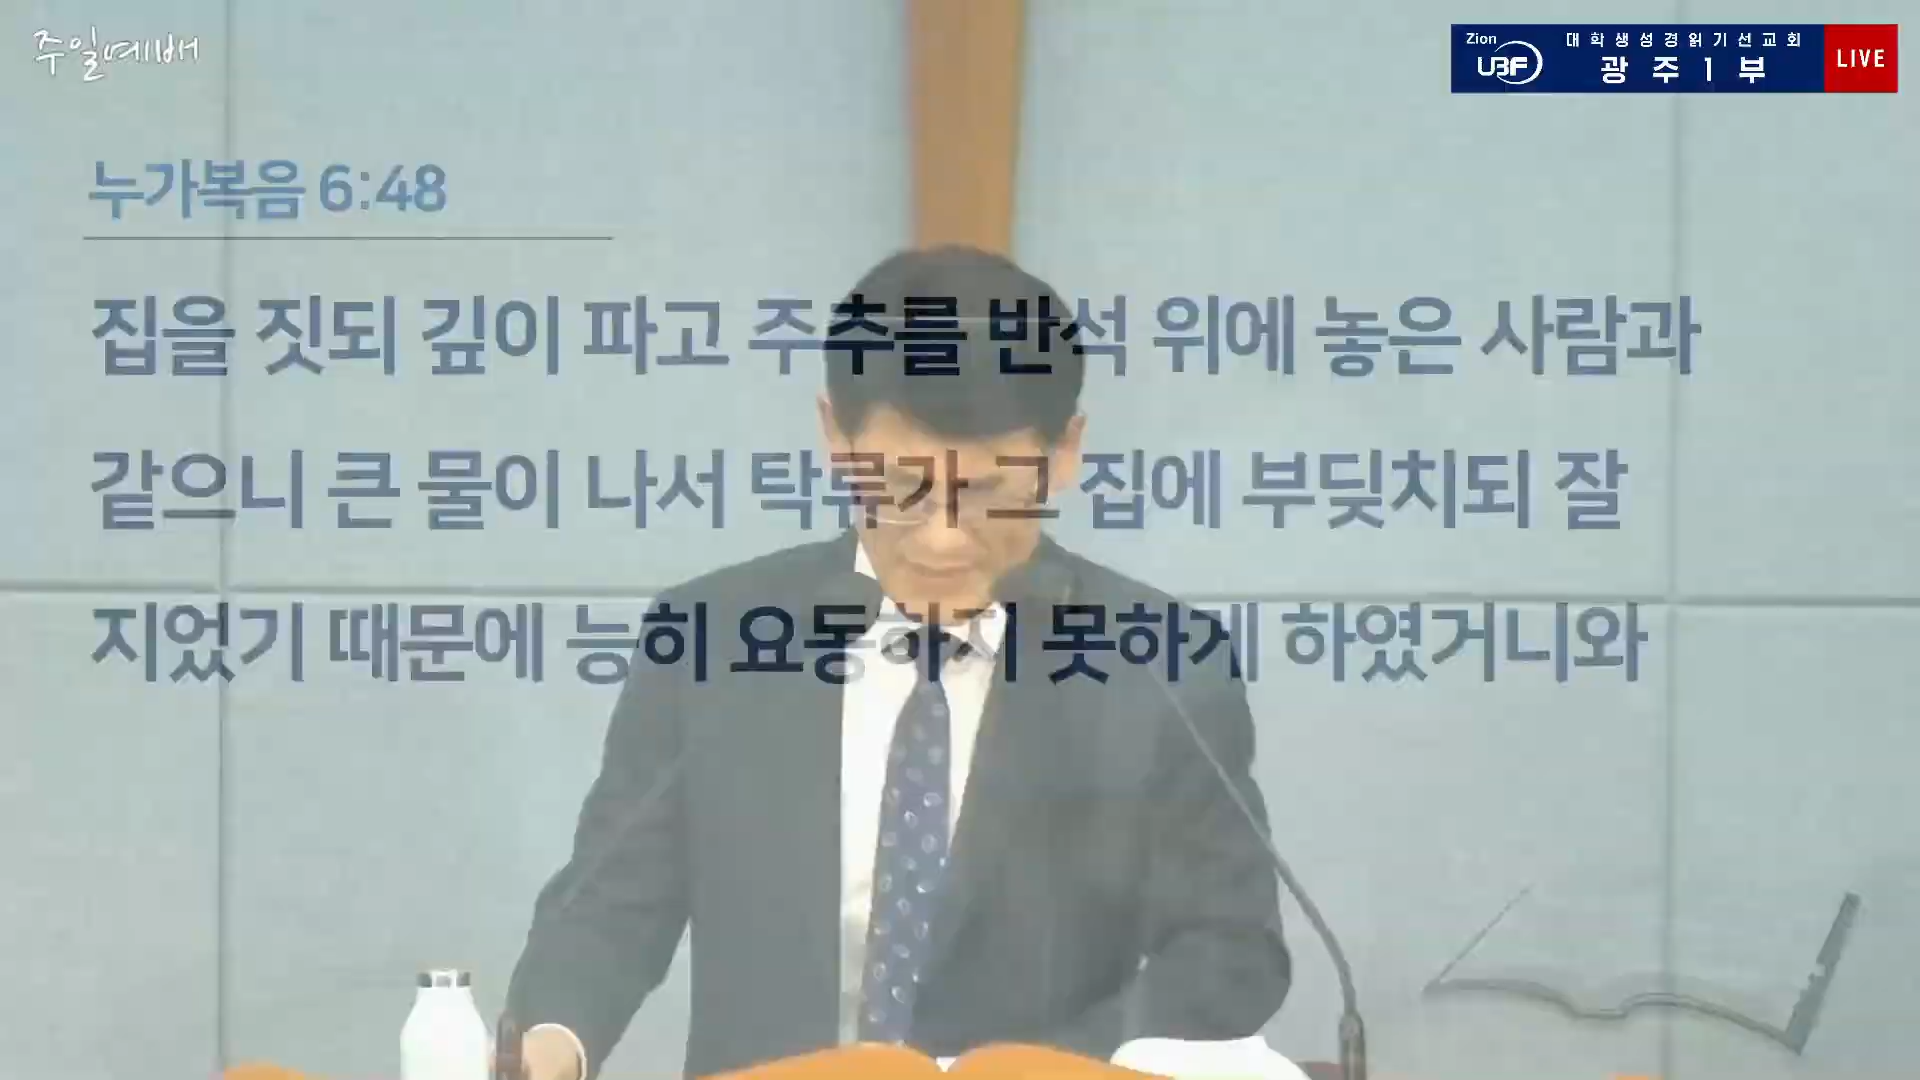 주일예배
Zion
UBF
대학생성경읽기선교회
광주1부
LIVE
누가복음 6:48
집을 짓되 깊이 파고 주추를 반석 위에 놓은 사람과
같으니 큰 물이 나서 탁류가 그 집에 부딪치되 잘
지었기 때문에 능히 요동하지 못하게 하였거니와